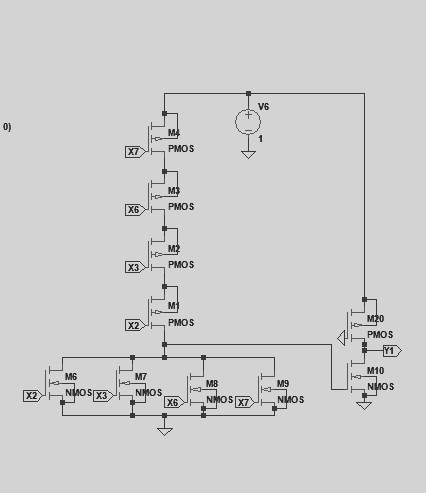 V6
0)
M4
X7
PMOS
1
M3
X6
PMOS
M2
X3
PMOS
M1
X2
PMOS
M20
PMOS
Y1
M6
M7
M8
M9
M10
X2
NMOS
X3
NMOS
X6
NMOS
X7
NMOS
NMOS